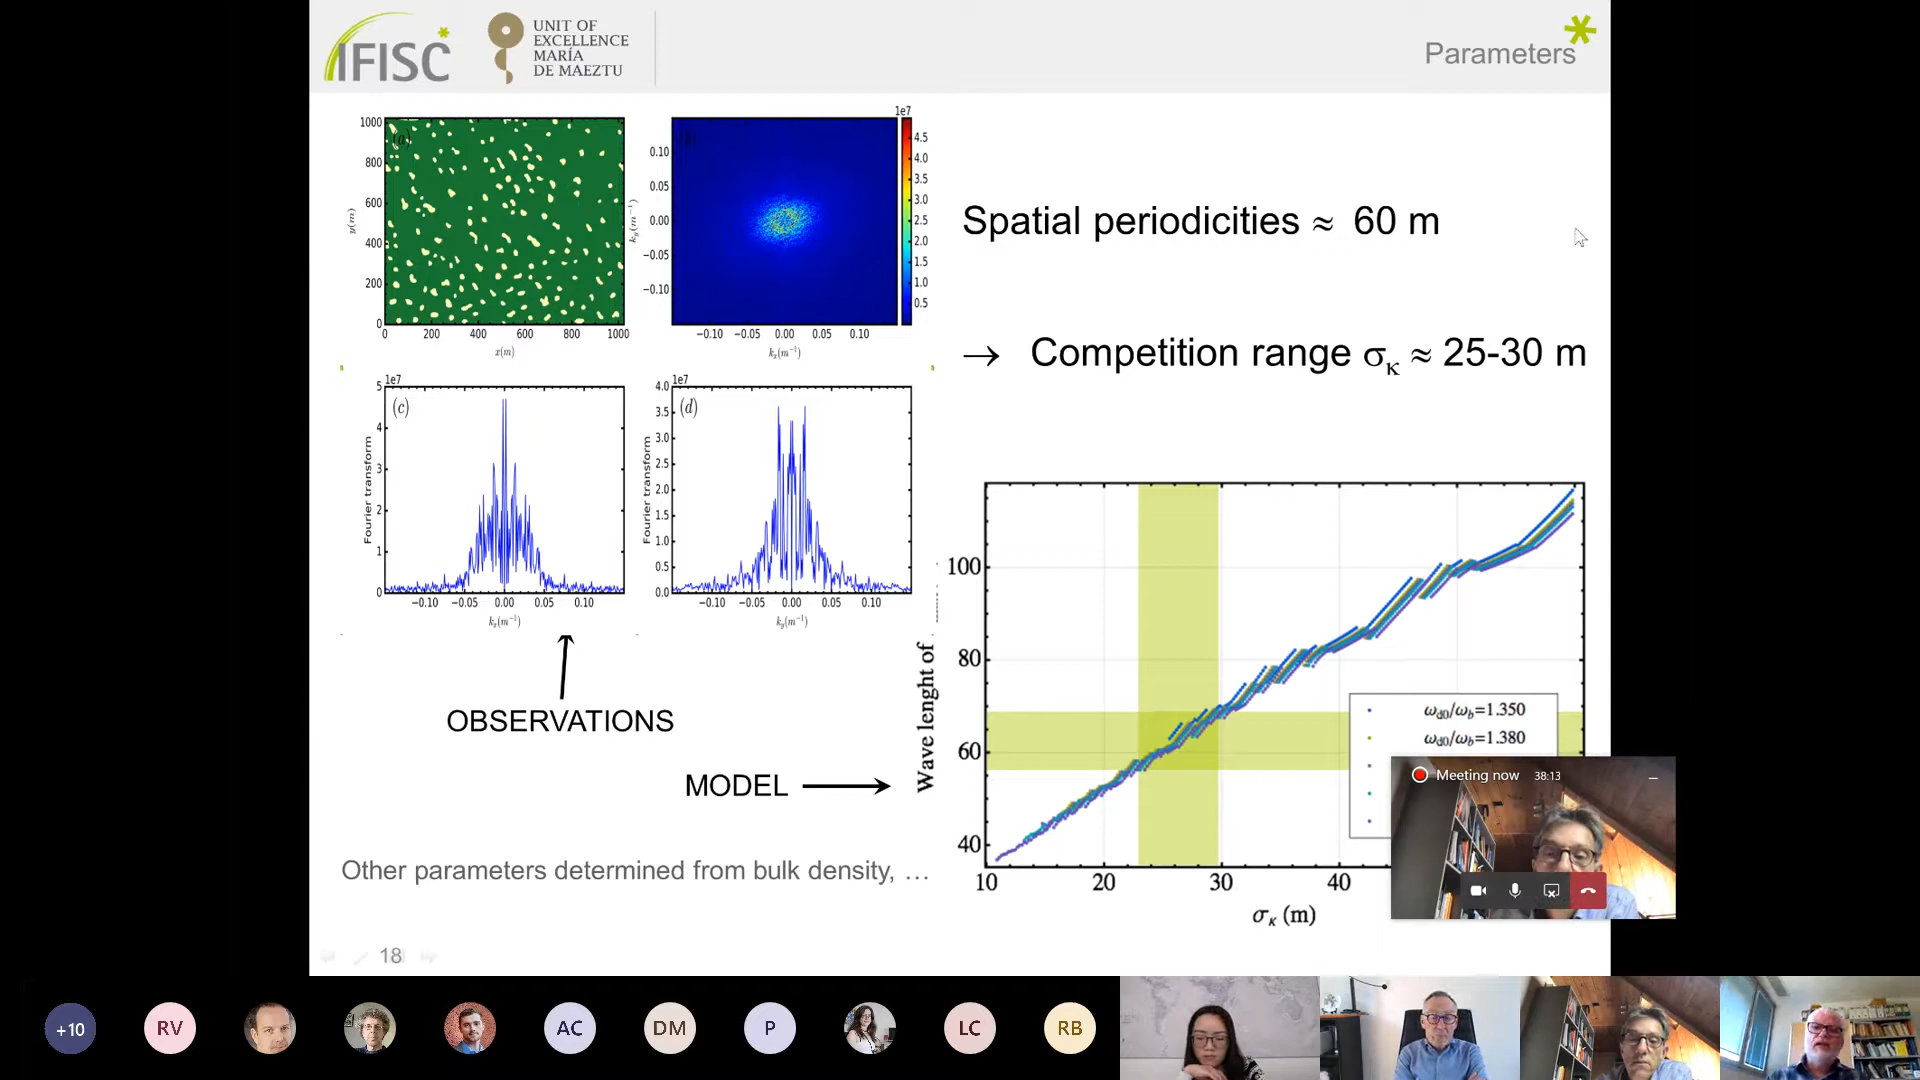 IFISC
UNIT OF
EXCELLENCE
MARÍA
DE MAEZTU
Parameters
(a)
1000
800
600
400
200
0
y(m)
0 200 400 600 800 1000
x(m)
0.10
0.05
0.00
−0.05
−0.10
k_y(m⁻¹)
−0.10 −0.05 0.00 0.05 0.10
k_x(m⁻¹)
1e7
4.5
4.0
3.5
3.0
2.5
2.0
1.5
1.0
0.5
Spatial periodicities ≈ 60 m
→ Competition range σκ ≈ 25-30 m
1e7
(c)
5
4
3
2
1
0
Fourier transform
−0.10 −0.05 0.00 0.05 0.10
k_x(m⁻¹)
1e7
(d)
4.0
3.5
3.0
2.5
2.0
1.5
1.0
0.5
0.0
Fourier transform
−0.10 −0.05 0.00 0.05 0.10
k_y(m⁻¹)
OBSERVATIONS
MODEL
Wave lenght of
100
80
60
40
10 20 30 40
σκ (m)
ωd0/ωb=1.350
ωd0/ωb=1.380
Meeting now 38:13
Other parameters determined from bulk density, …
18
+10 RV AC DM P LC RB